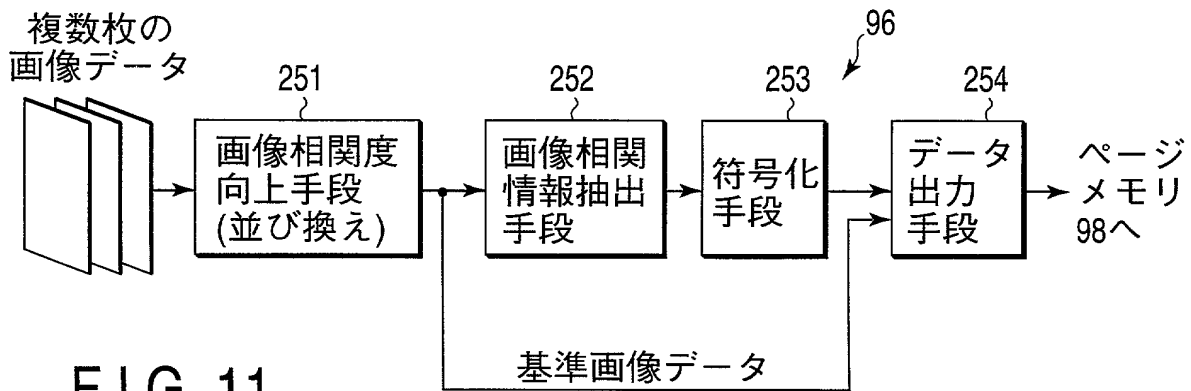 複数枚の
画像データ
96
251
252
253
254
画像相関度
向上手段
(並び換え)
画像相関
情報抽出
手段
符号化
手段
データ
出力
手段
ページ
メモリ
98へ
基準画像データ
FIG. 11